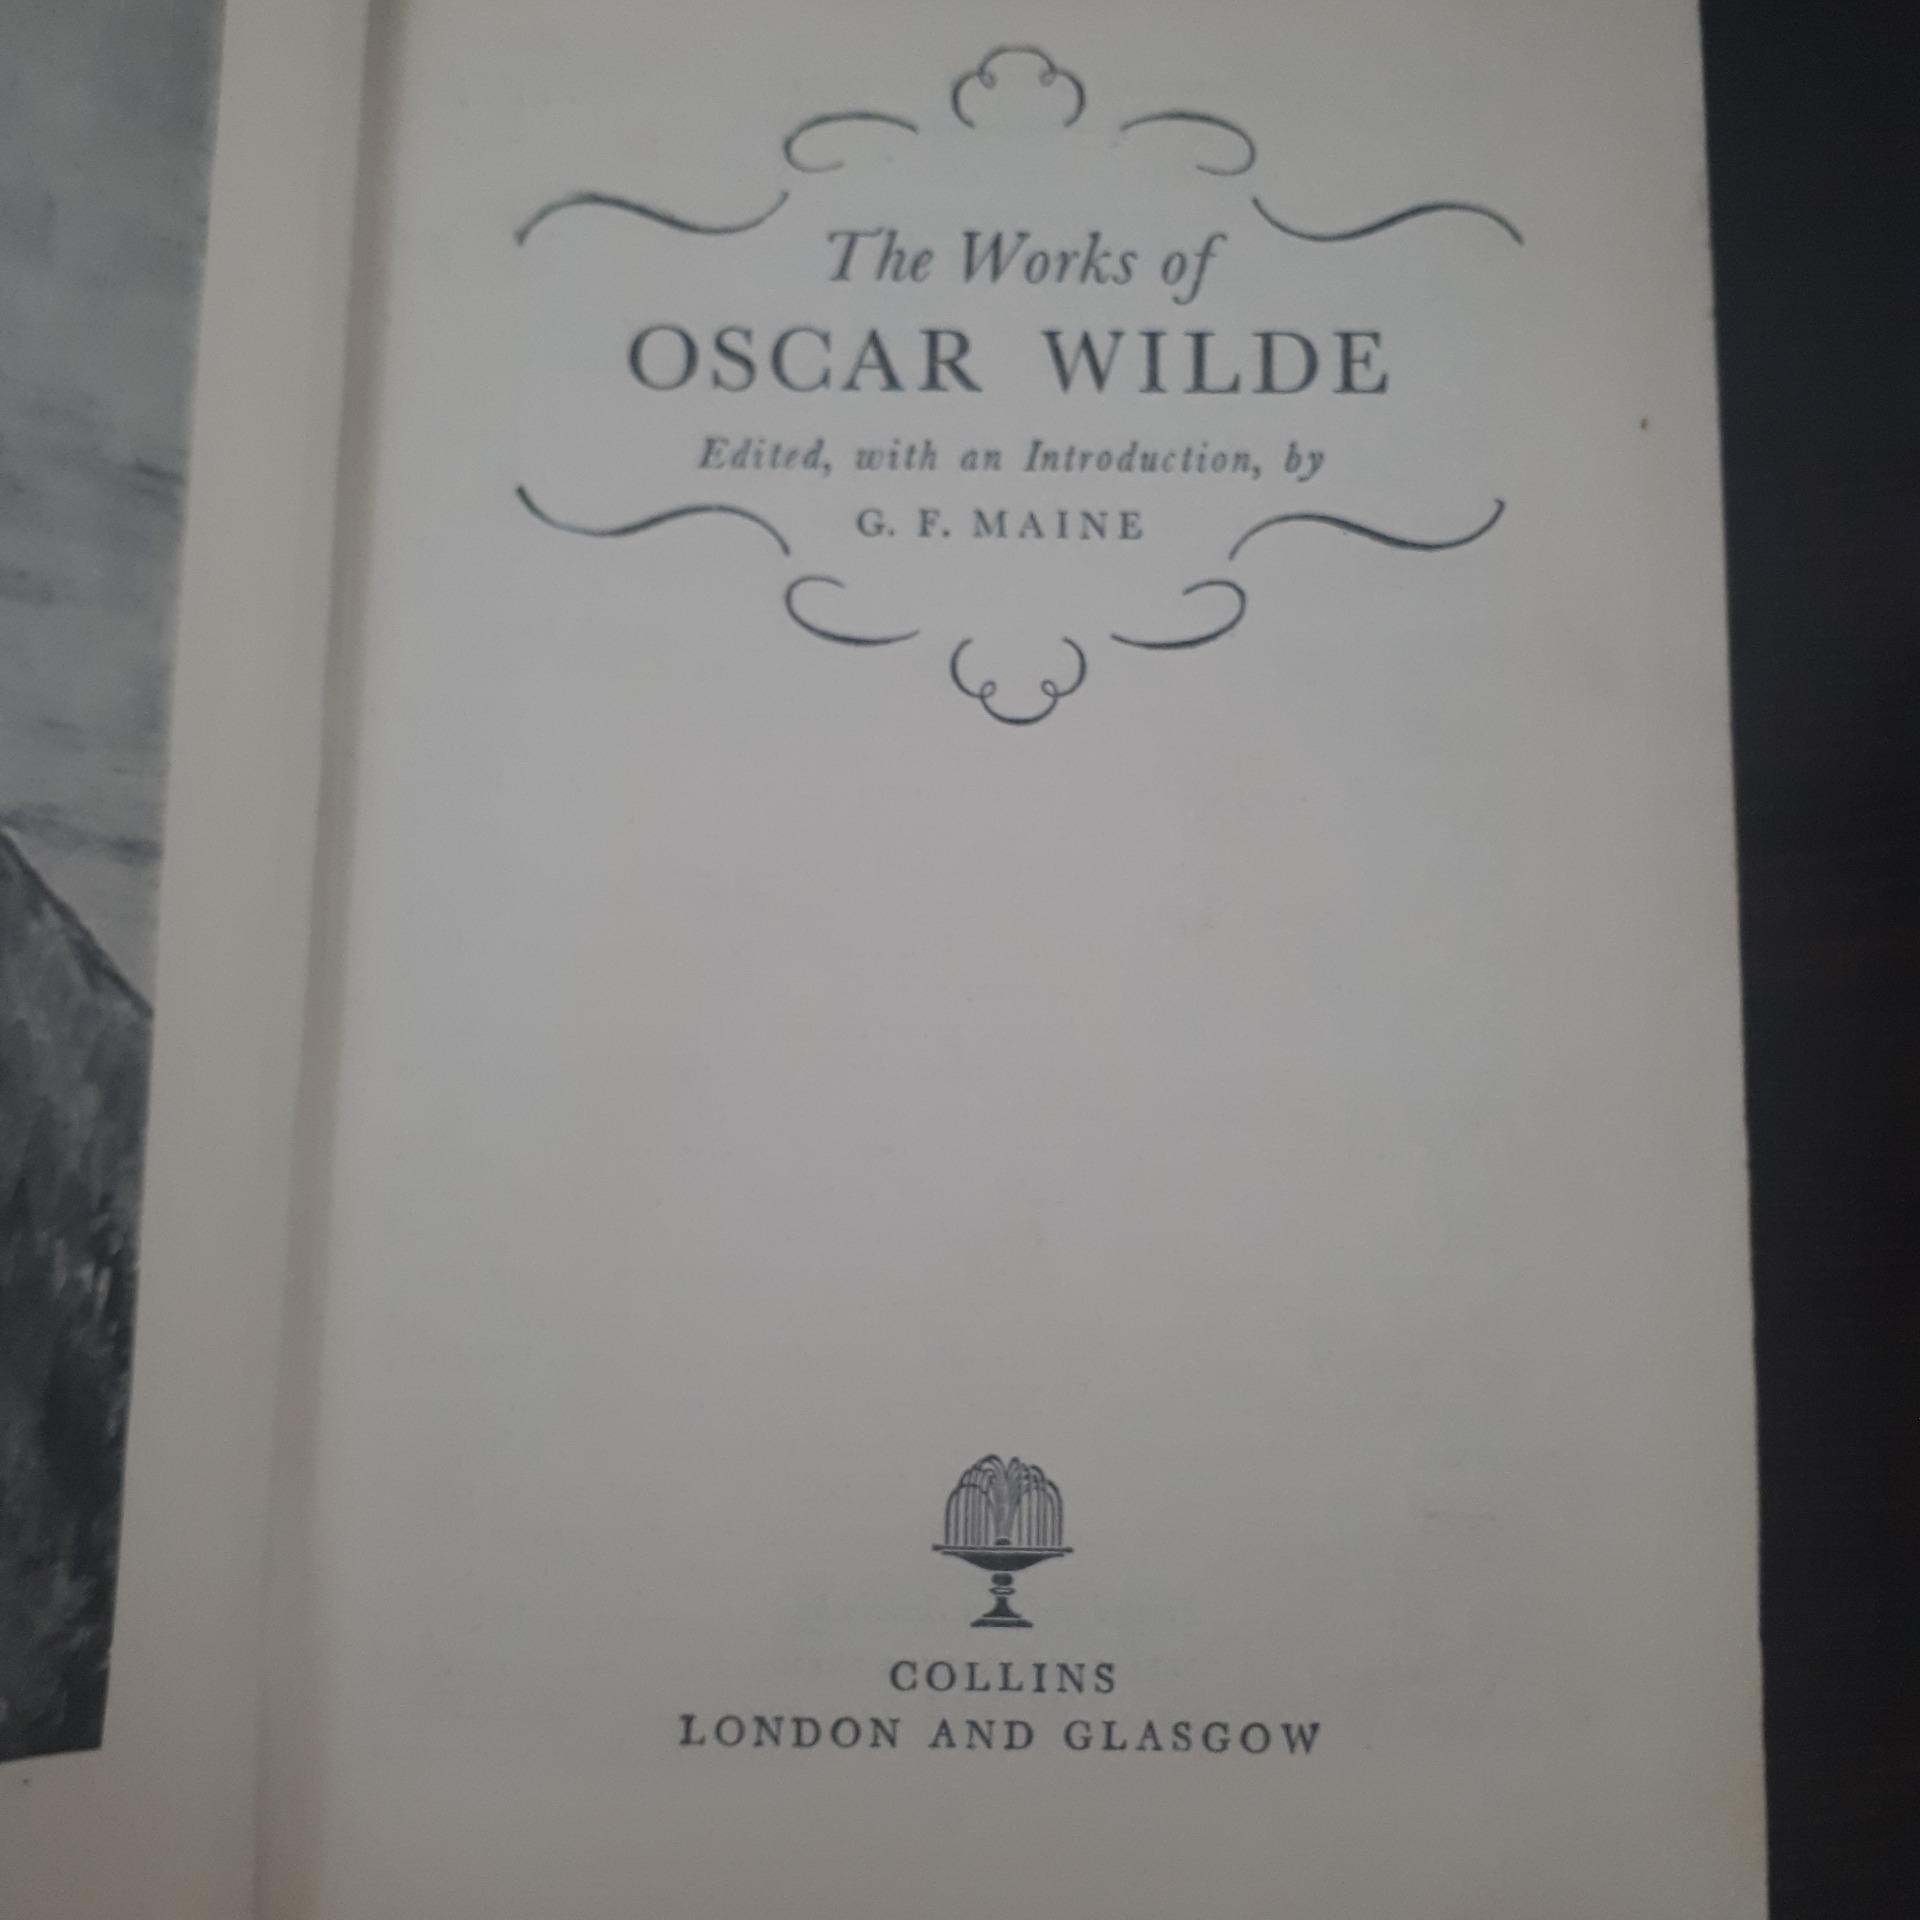 The Works of
OSCAR WILDE
Edited, with an Introduction, by
G. F. MAINE
COLLINS
LONDON AND GLASGOW